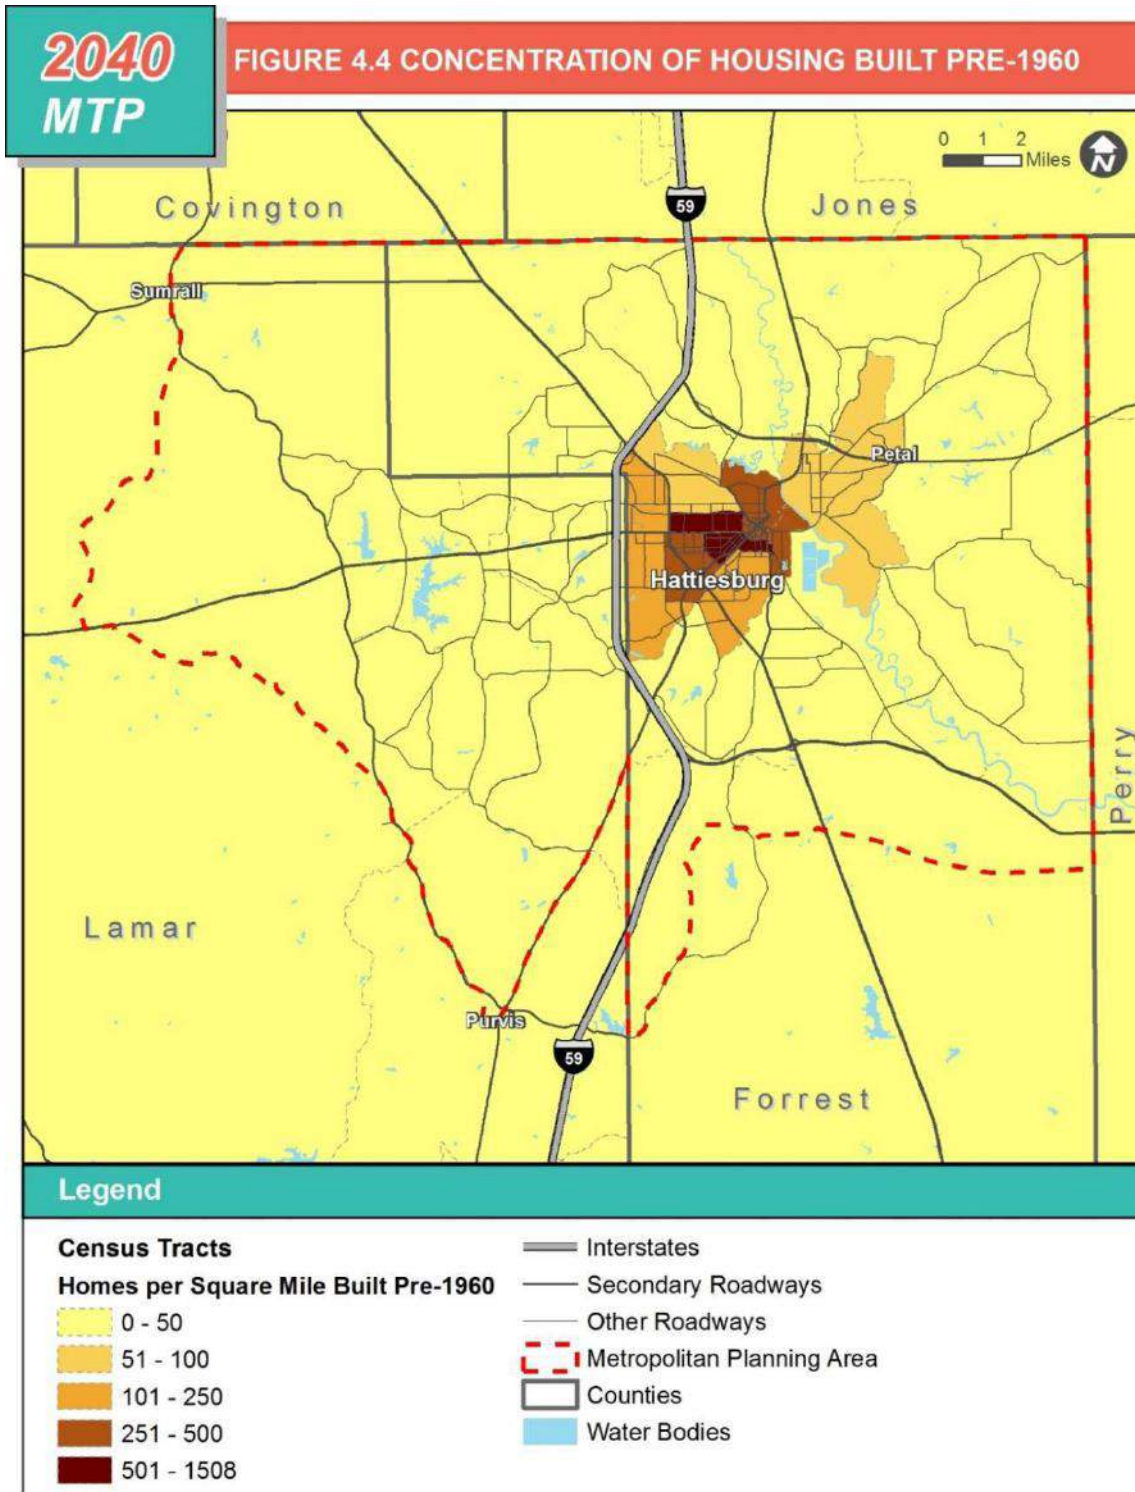 2040
MTP
FIGURE 4.4 CONCENTRATION OF HOUSING BUILT PRE-1960
0 1 2
Miles
N
Covington
Jones
59
Sumrall
Petal
Hattiesburg
Perry
Lamar
Purvis
59
Forrest
Legend
Census Tracts
Homes per Square Mile Built Pre-1960
0 - 50
51 - 100
101 - 250
251 - 500
501 - 1508
Interstates
Secondary Roadways
Other Roadways
Metropolitan Planning Area
Counties
Water Bodies